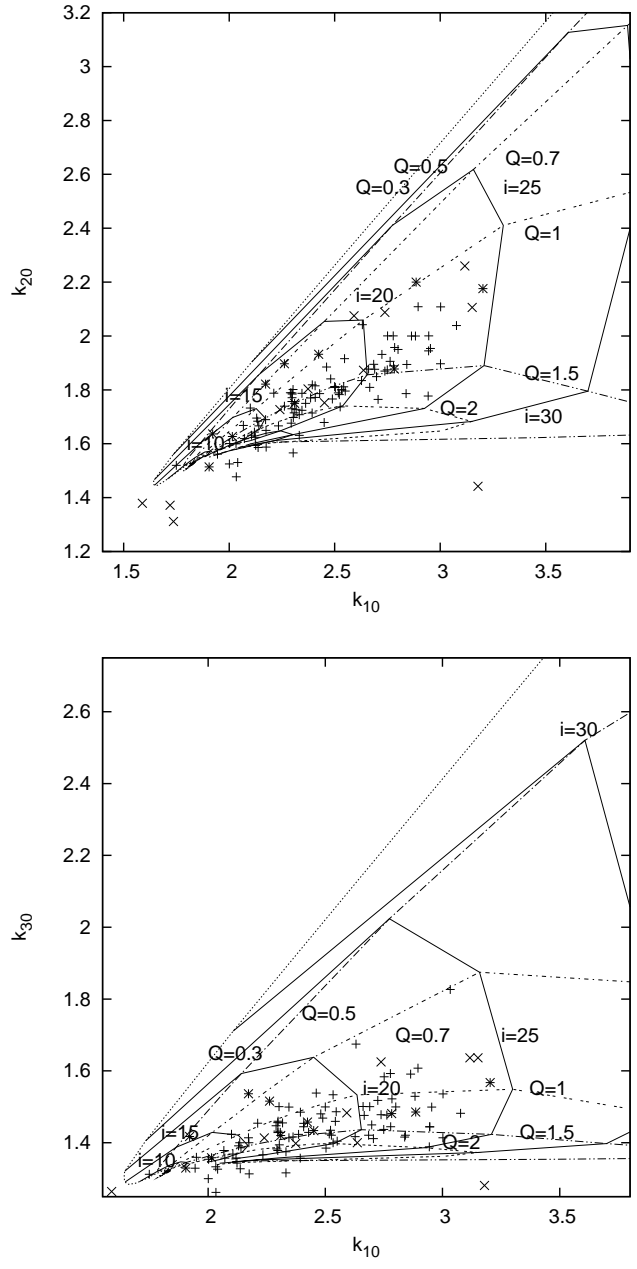 3.2
3
2.8
2.6
2.4
2.2
2
1.8
1.6
1.4
1.2
k20
Q=0.5
Q=0.7
Q=0.3
i=25
Q=1
i=20
Q=1.5
i=15
Q=2
i=30
i=10
1.5 2 2.5 3 3.5
k10
2.6
2.4
2.2
2
1.8
1.6
1.4
k30
i=30
Q=0.5
Q=0.7
i=25
Q=0.3
i=20
Q=1
i=15
Q=1.5
Q=2
i=10
2 2.5 3 3.5
k10